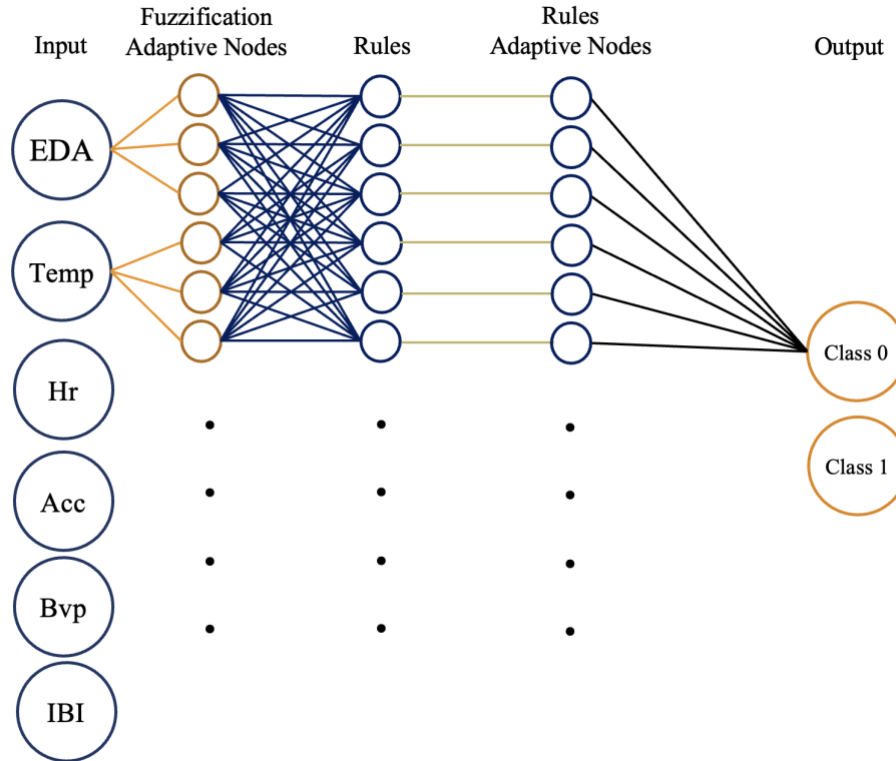 Input
Fuzzification
Adaptive Nodes
Rules
Rules
Adaptive Nodes
Output
EDA
Temp
Hr
Acc
Bvp
IBI
Class 0
Class 1